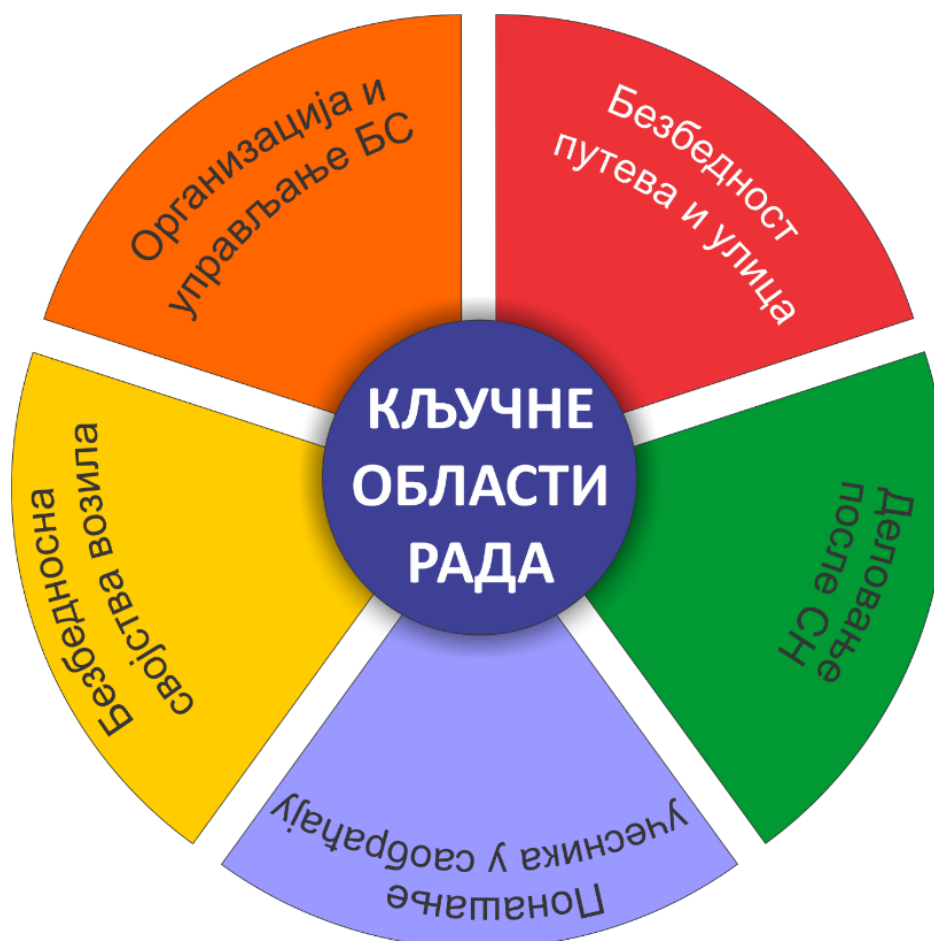 Организација и
управљање БС
Безбедност
путева и улица
КЉУЧНЕ
ОБЛАСТИ
РАДА
Безбедносна
својства возила
Деловање
после СН
Понашање
учесника у саобраћају